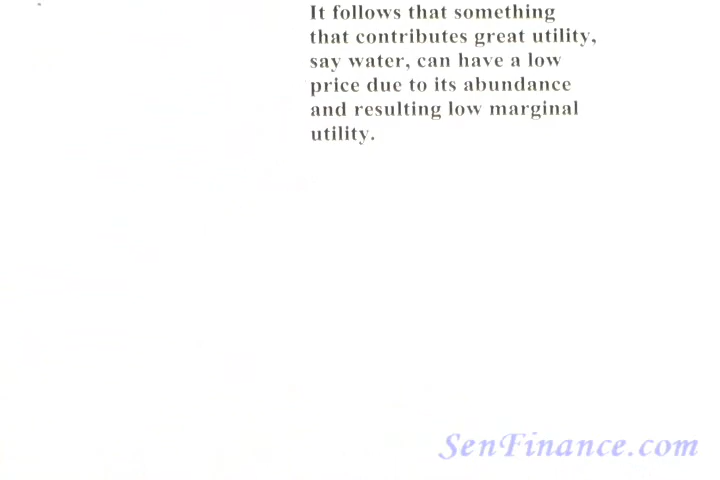 It follows that something
that contributes great utility,
say water, can have a low
price due to its abundance
and resulting low marginal
utility.
SenFinance.com